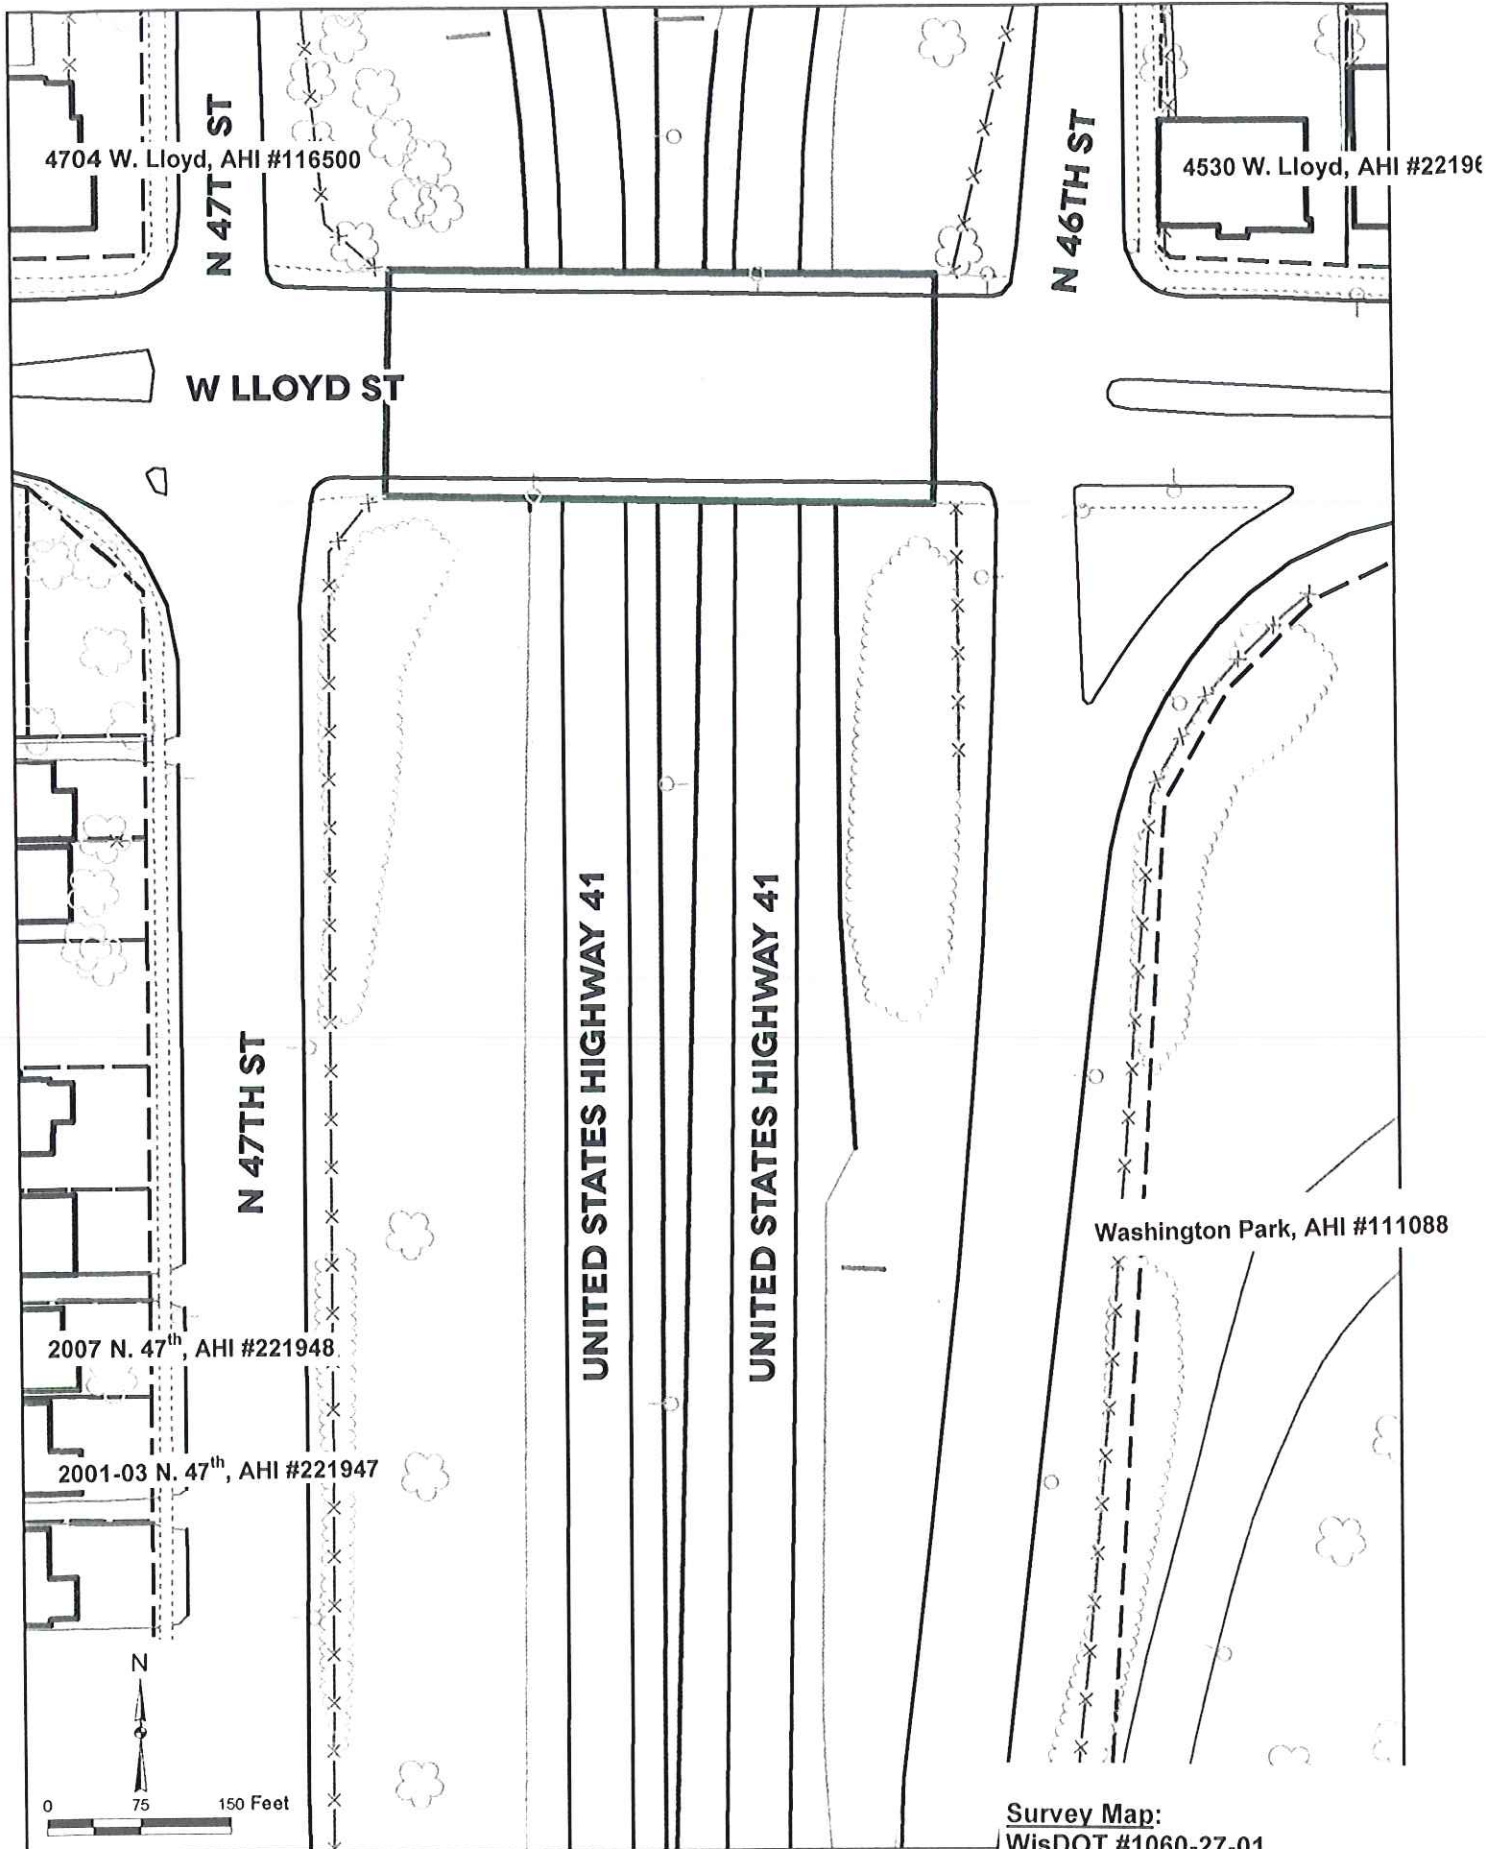 N 47TH ST
4704 W. Lloyd, AHI #116500
N 46TH ST
4530 W. Lloyd, AHI #22196
W LLOYD ST
UNITED STATES HIGHWAY 41
UNITED STATES HIGHWAY 41
N 47TH ST
Washington Park, AHI #111088
2007 N. 47th, AHI #221948
2001-03 N. 47th, AHI #221947
N
0 75 150 Feet
Survey Map:
WisDOT #1060-27-01